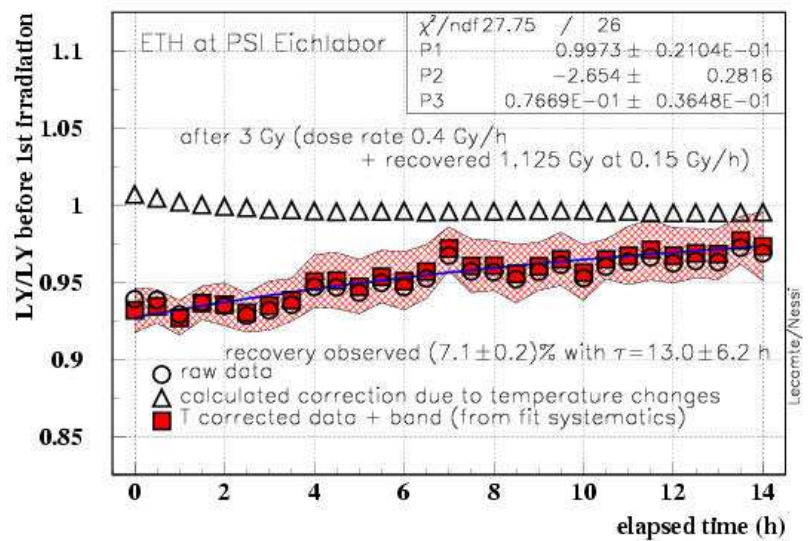 ETH at PSI Eichlabor
χ²/ndf 27.75 / 26
P1 0.9973 ± 0.2104E-01
P2 -2.654 ± 0.2816
P3 0.7669E-01 ± 0.3648E-01
after 3 Gy (dose rate 0.4 Gy/h
+ recovered 1.125 Gy at 0.15 Gy/h)
recovery observed (7.1±0.2)% with τ=13.0±6.2 h
raw data
calculated correction due to temperature changes
T corrected data + band (from fit systematics)
LY/LY before 1st irradiation
1.1
1.05
1
0.95
0.9
0.85
0 2 4 6 8 10 12 14
elapsed time (h)
Lecomte/Nessi